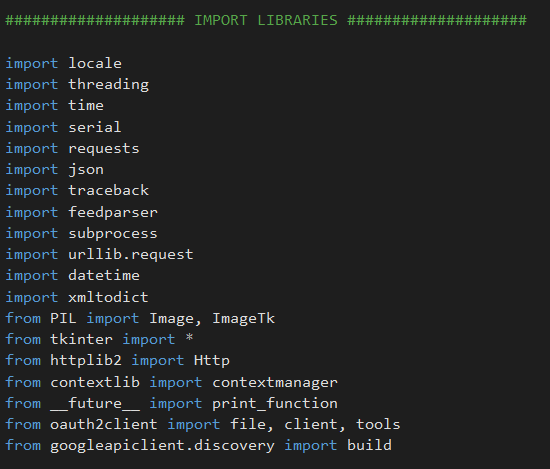 ##################### IMPORT LIBRARIES #####################
import locale
import threading
import time
import serial
import requests
import json
import traceback
import feedparser
import subprocess
import urllib.request
import datetime
import xmltodict
from PIL import Image, ImageTk
from tkinter import *
from httplib2 import Http
from contextlib import contextmanager
from __future__ import print_function
from oauth2client import file, client, tools
from googleapiclient.discovery import build